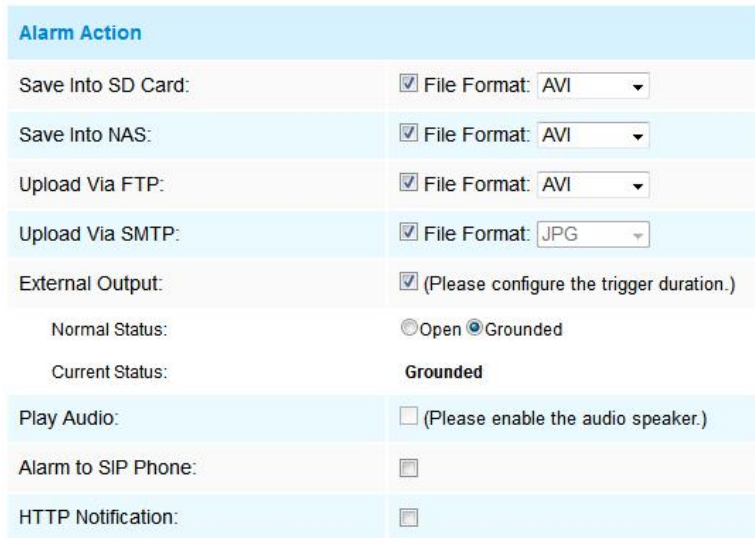 Alarm Action
Save Into SD Card: File Format: AVI
Save Into NAS: File Format: AVI
Upload Via FTP: File Format: AVI
Upload Via SMTP: File Format: JPG
External Output: (Please configure the trigger duration.)
Normal Status: Open Grounded
Current Status: Grounded
Play Audio: (Please enable the audio speaker.)
Alarm to SIP Phone:
HTTP Notification: